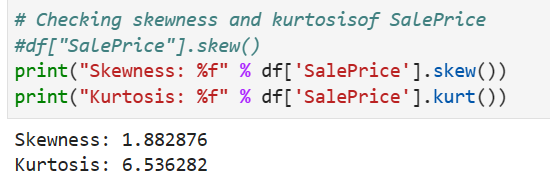 # Checking skewness and kurtosisof SalePrice
#df["SalePrice"].skew()
print("Skewness: %f" % df['SalePrice'].skew())
print("Kurtosis: %f" % df['SalePrice'].kurt())
Skewness: 1.882876
Kurtosis: 6.536282